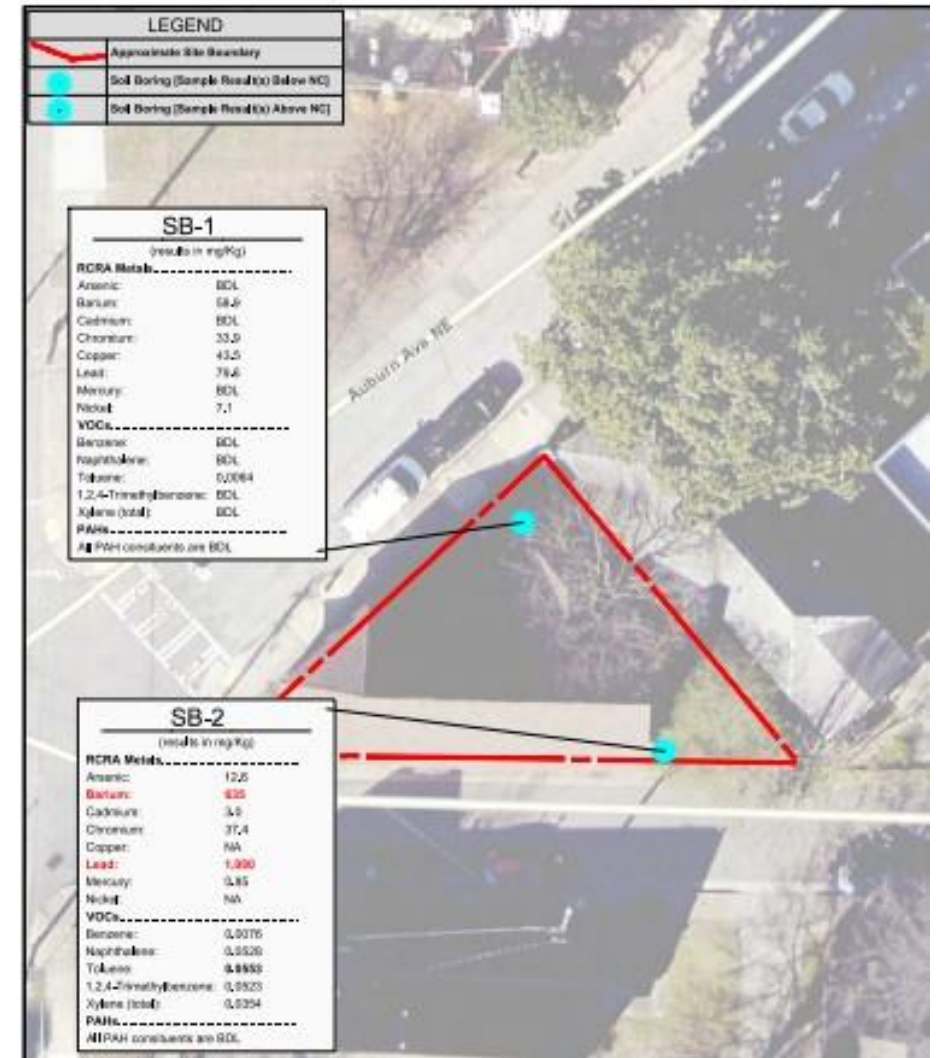 LEGEND
Approximate Site Boundary
Soil Boring [Sample Result(s) Below NC]
Soil Boring [Sample Result(s) Above NC]
Auburn Ave NE
SB-1
(results in mg/Kg)
RCRA Metals
Arsenic: BDL
Barium: 58.9
Cadmium: BDL
Chromium: 33.9
Copper: 43.5
Lead: 79.6
Mercury: BDL
Nickel: 7.1
VOCs
Benzene: BDL
Naphthalene: BDL
Toluene: 0.0064
1,2,4-Trimethylbenzene: BDL
Xylene (total): BDL
PAHs
All PAH constituents are BDL
SB-2
(results in mg/Kg)
RCRA Metals
Arsenic: 12.6
Barium: 635
Cadmium: 3.0
Chromium: 37.4
Copper: NA
Lead:
Mercury: 0.85
Nickel: NA
VOCs
Benzene: 0.0076
Naphthalene: 0.0528
Toluene: 0.0553
1,2,4-Trimethylbenzene: 0.0523
Xylene (total): 0.0354
PAHs
All PAH constituents are BDL